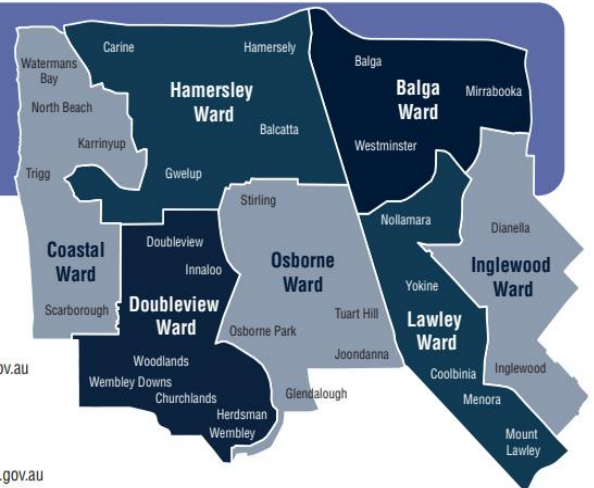 Carine
Hamersely
Watermans
Bay
North Beach
Karrinyup
Trigg
Hamersley
Ward
Balcatta
Gwelup
Balga
Balga
Ward
Mirrabooka
Westminster
Coastal
Ward
Scarborough
Doubleview
Innaloo
Doubleview
Ward
Woodlands
Wembley Downs
Churchlands
Herdsman
Wembley
Stirling
Osborne
Ward
Tuart Hill
Osborne Park
Joondanna
Glendalough
Nollamara
Yokine
Lawley
Ward
Coolbinia
Menora
Mount
Lawley
Dianella
Inglewood
Ward
Inglewood
ov.au
.gov.au